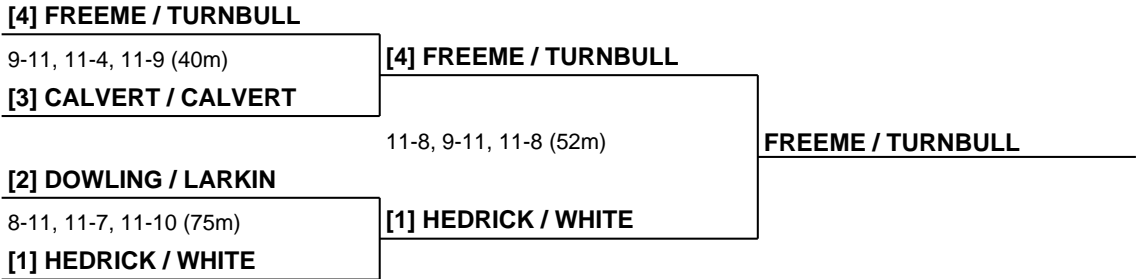 [4] FREEME / TURNBULL
9-11, 11-4, 11-9 (40m)
[3] CALVERT / CALVERT
[4] FREEME / TURNBULL
11-8, 9-11, 11-8 (52m)
FREEME / TURNBULL
[2] DOWLING / LARKIN
8-11, 11-7, 11-10 (75m)
[1] HEDRICK / WHITE
[1] HEDRICK / WHITE